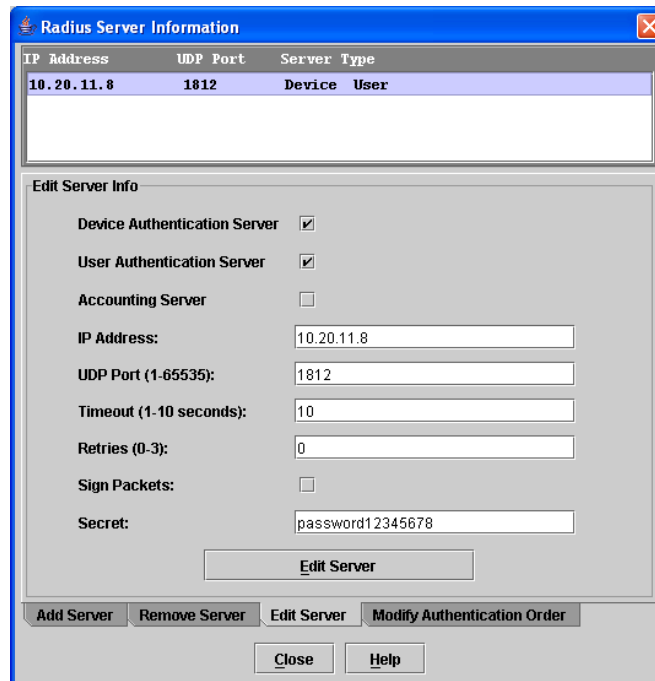 Radius Server Information
IP Address UDP Port Server Type
10.20.11.8 1812 Device User
Edit Server Info
Device Authentication Server
User Authentication Server
Accounting Server
IP Address: 10.20.11.8
UDP Port (1-65535): 1812
Timeout (1-10 seconds): 10
Retries (0-3): 0
Sign Packets:
Secret: password12345678
Edit Server
Add Server Remove Server Edit Server Modify Authentication Order
Close Help